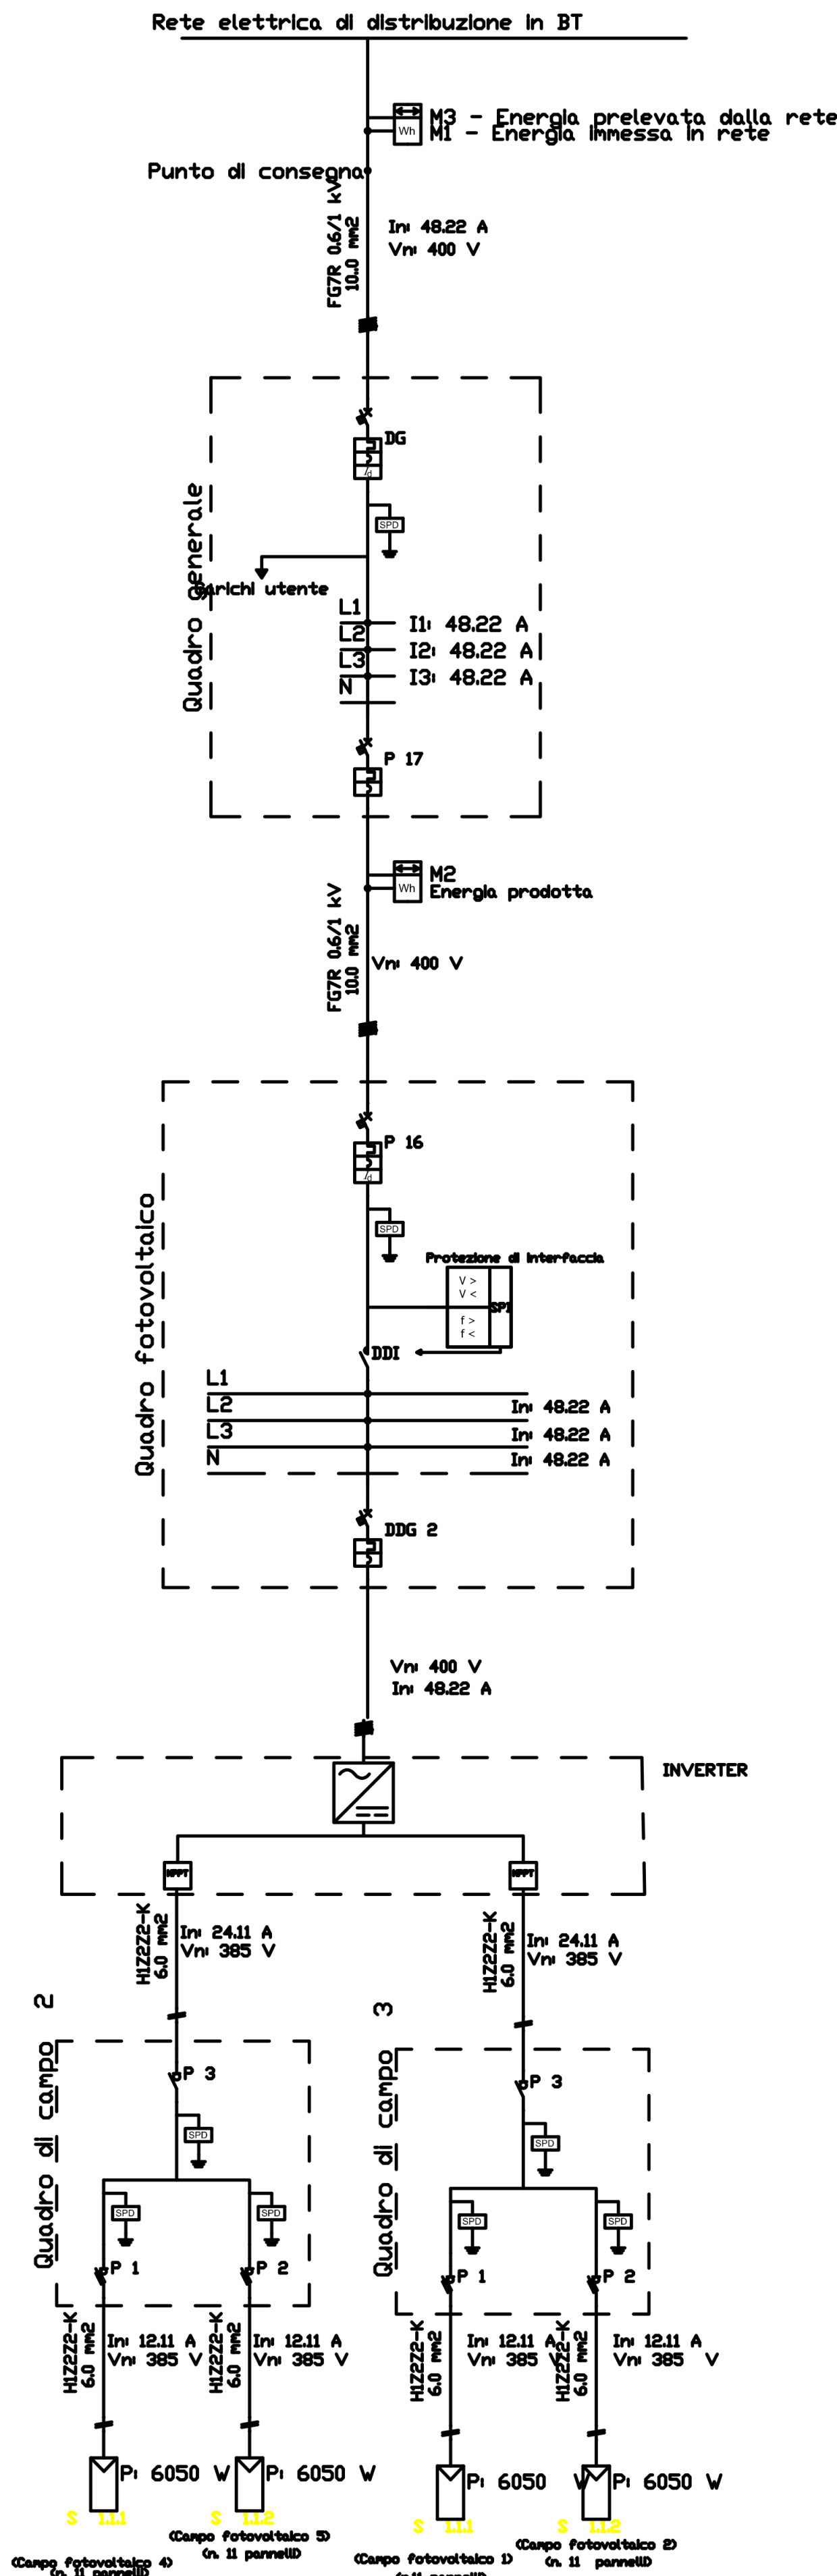 Rete elettrica di distribuzione in BT
M3 - Energia prelevata dalla rete
Wh
M1 - Energia immessa in rete
Punto di consegna
FG7R 0.6/1 kV
10..0 mm2
In: 48.22 A
Vn: 400 V
Quadro generale
DG
d
SPD
Carichi utente
L1
I1: 48.22 A
L2
I2: 48.22 A
L3
I3: 48.22 A
N
P 17
M2
Wh
Energia prodotta
FG7R 0.6/1 kV
10.0 mm2
Vn: 400 V
Quadro fotovoltaico
P 16
d
SPD
Protezione di interfaccia
V >
V <
SPI
f >
f <
DDI
L1
L2
In: 48.22 A
L3
In: 48.22 A
N
In: 48.22 A
DDG 2
Vn: 400 V
In: 48.22 A
INVERTER
MPPT
MPPT
H1Z2Z2-K
6.0 mm2
In: 24.11 A
Vn: 385 V
H1Z2Z2-K
6.0 mm2
In: 24.11 A
Vn: 385 V
Quadro di campo 2
P 3
SPD
SPD
SPD
P 1
P 2
Quadro di campo 3
P 3
SPD
SPD
SPD
P 1
P 2
H1Z2Z2-K
6.0 mm2
In: 12.11 A
Vn: 385 V
H1Z2Z2-K
6.0 mm2
In: 12.11 A
Vn: 385 V
H1Z2Z2-K
6.0 mm2
In: 12.11 A
Vn: 385 V
H1Z2Z2-K
6.0 mm2
In: 12.11 A
Vn: 385 V
P: 6050 W
P: 6050 W
P: 6050 W
P: 6050 W
S 1.1.1
S 1.1.2
S 1.1.1
S 1.1.2
(Campo fotovoltaico 4)
(n. 11 pannelli)
(Campo fotovoltaico 5)
(n. 11 pannelli)
(Campo fotovoltaico 1)
(n. 11 pannelli)
(Campo fotovoltaico 2)
(n. 11 pannelli)